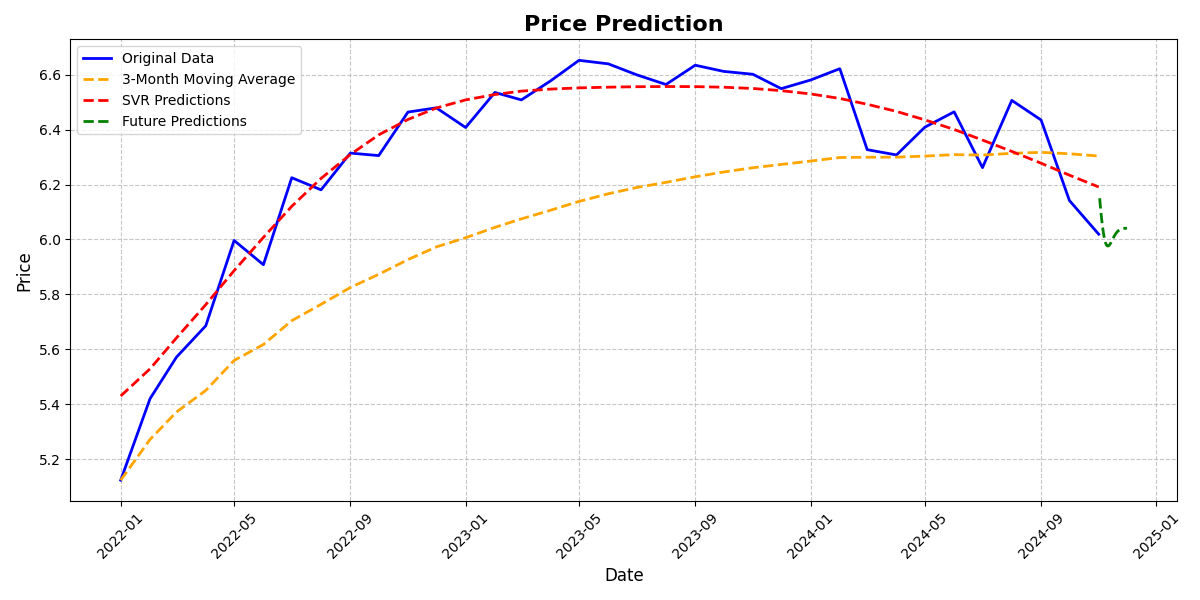 Price Prediction
Original Data
3-Month Moving Average
SVR Predictions
Future Predictions
Price
6.6
6.4
6.2
6.0
5.8
5.6
5.4
5.2
2022-01
2022-05
2022-09
2023-01
2023-05
2023-09
2024-01
2024-05
2024-09
2025-01
Date